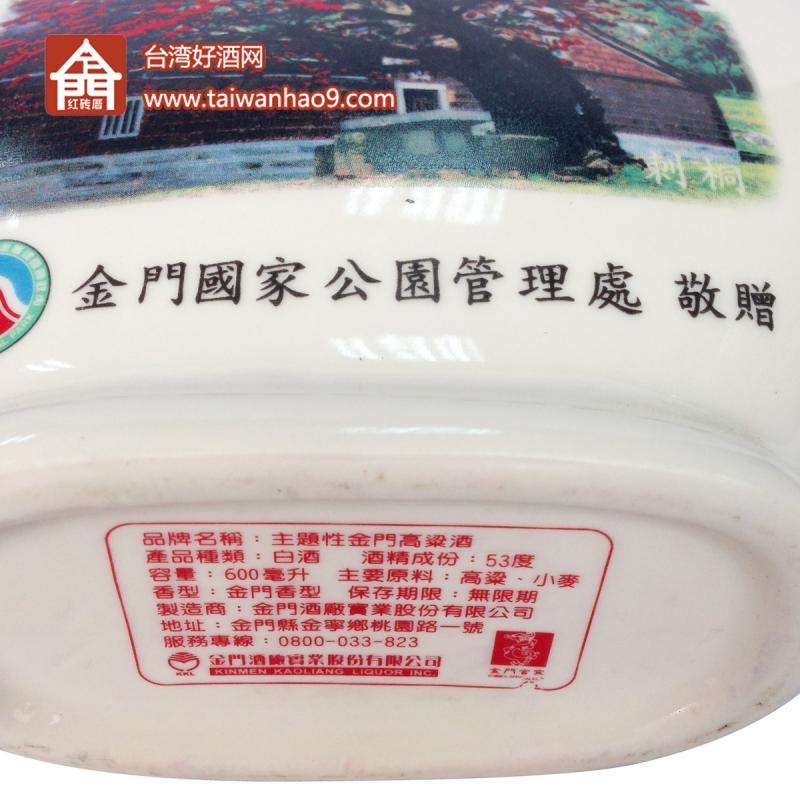 台湾好酒网
www.taiwanhao9.com
金門
红砖厝
刺桐
金門國家公園管理處 敬贈
品牌名稱：主題性金門高粱酒
產品種類：白酒 酒精成份：53度
容量：600毫升 主要原料：高粱、小麥
香型：金門香型 保存期限：無限期
製造商：金門酒廠實業股份有限公司
地址：金門縣金寧鄉桃園路一號
服務專線：0800-033-823
KKL
金門酒廠實業股份有限公司
KINMEN KAOLIANG LIQUOR INC.
金門官窯